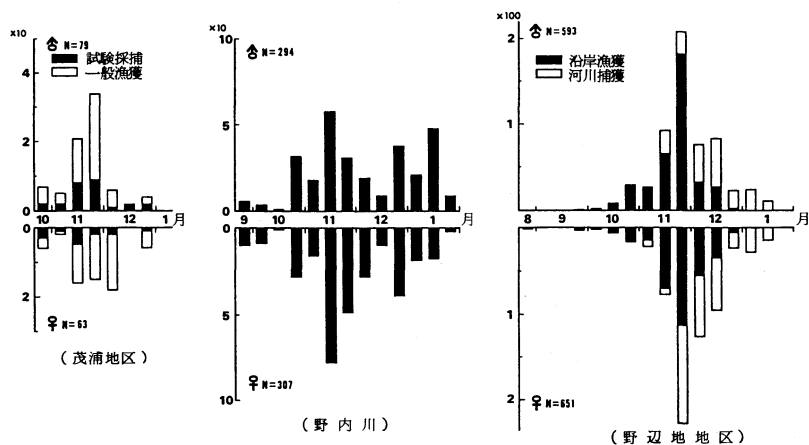 ×10
♂ N=79
試験採捕
一般漁獲
4
2
0
10 11 12 1 月
0
2
♀ N=63
(茂浦地区)
×10
10
♂ N=294
5
0
9 10 11 12 1 月
0
5
10
♀ N=307
(野内川)
×100
2
♂ N=593
沿岸漁獲
河川捕獲
1
0
8 9 10 11 12 1 月
0
1
2
♀ N=651
(野辺地地区)